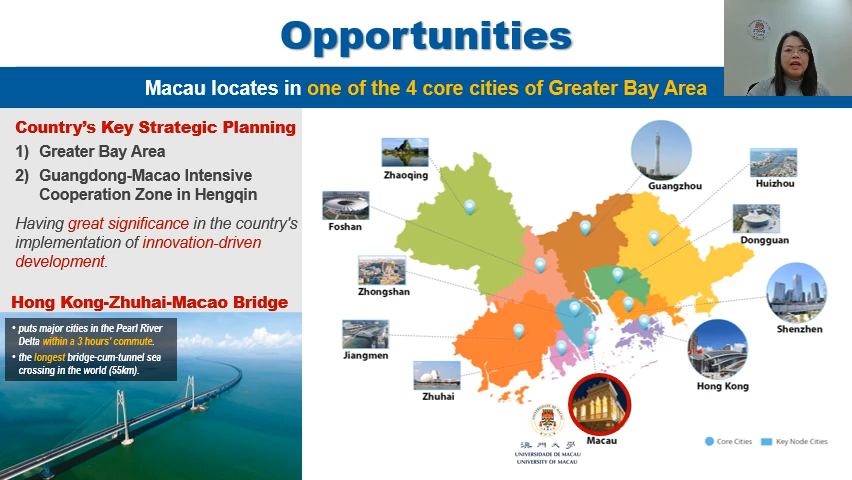 Opportunities
Macau locates in one of the 4 core cities of Greater Bay Area
Country's Key Strategic Planning
1) Greater Bay Area
2) Guangdong-Macao Intensive
Cooperation Zone in Hengqin
Having great significance in the country's
implementation of innovation-driven
development.
Hong Kong-Zhuhai-Macao Bridge
• puts major cities in the Pearl River
Delta within a 3 hours' commute.
• the longest bridge-cum-tunnel sea
crossing in the world (55km).
Zhaoqing
Guangzhou
Huizhou
Foshan
Dongguan
Zhongshan
Shenzhen
Jiangmen
Hong Kong
Zhuhai
Macau
澳門大學
UNIVERSIDADE DE MACAU
UNIVERSITY OF MACAU
Core Cities
Key Node Cities